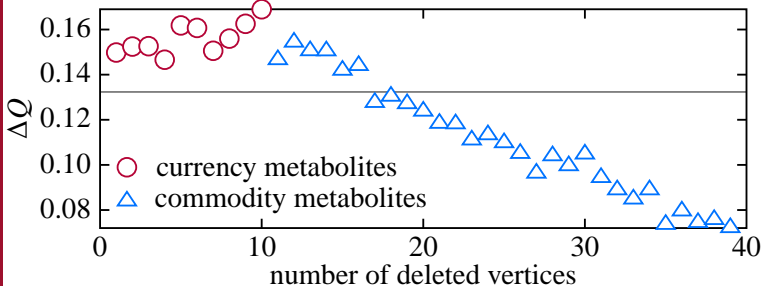 0.16
0.14
0.12
0.10
0.08
ΔQ
currency metabolites
commodity metabolites
0 10 20 30 40
number of deleted vertices